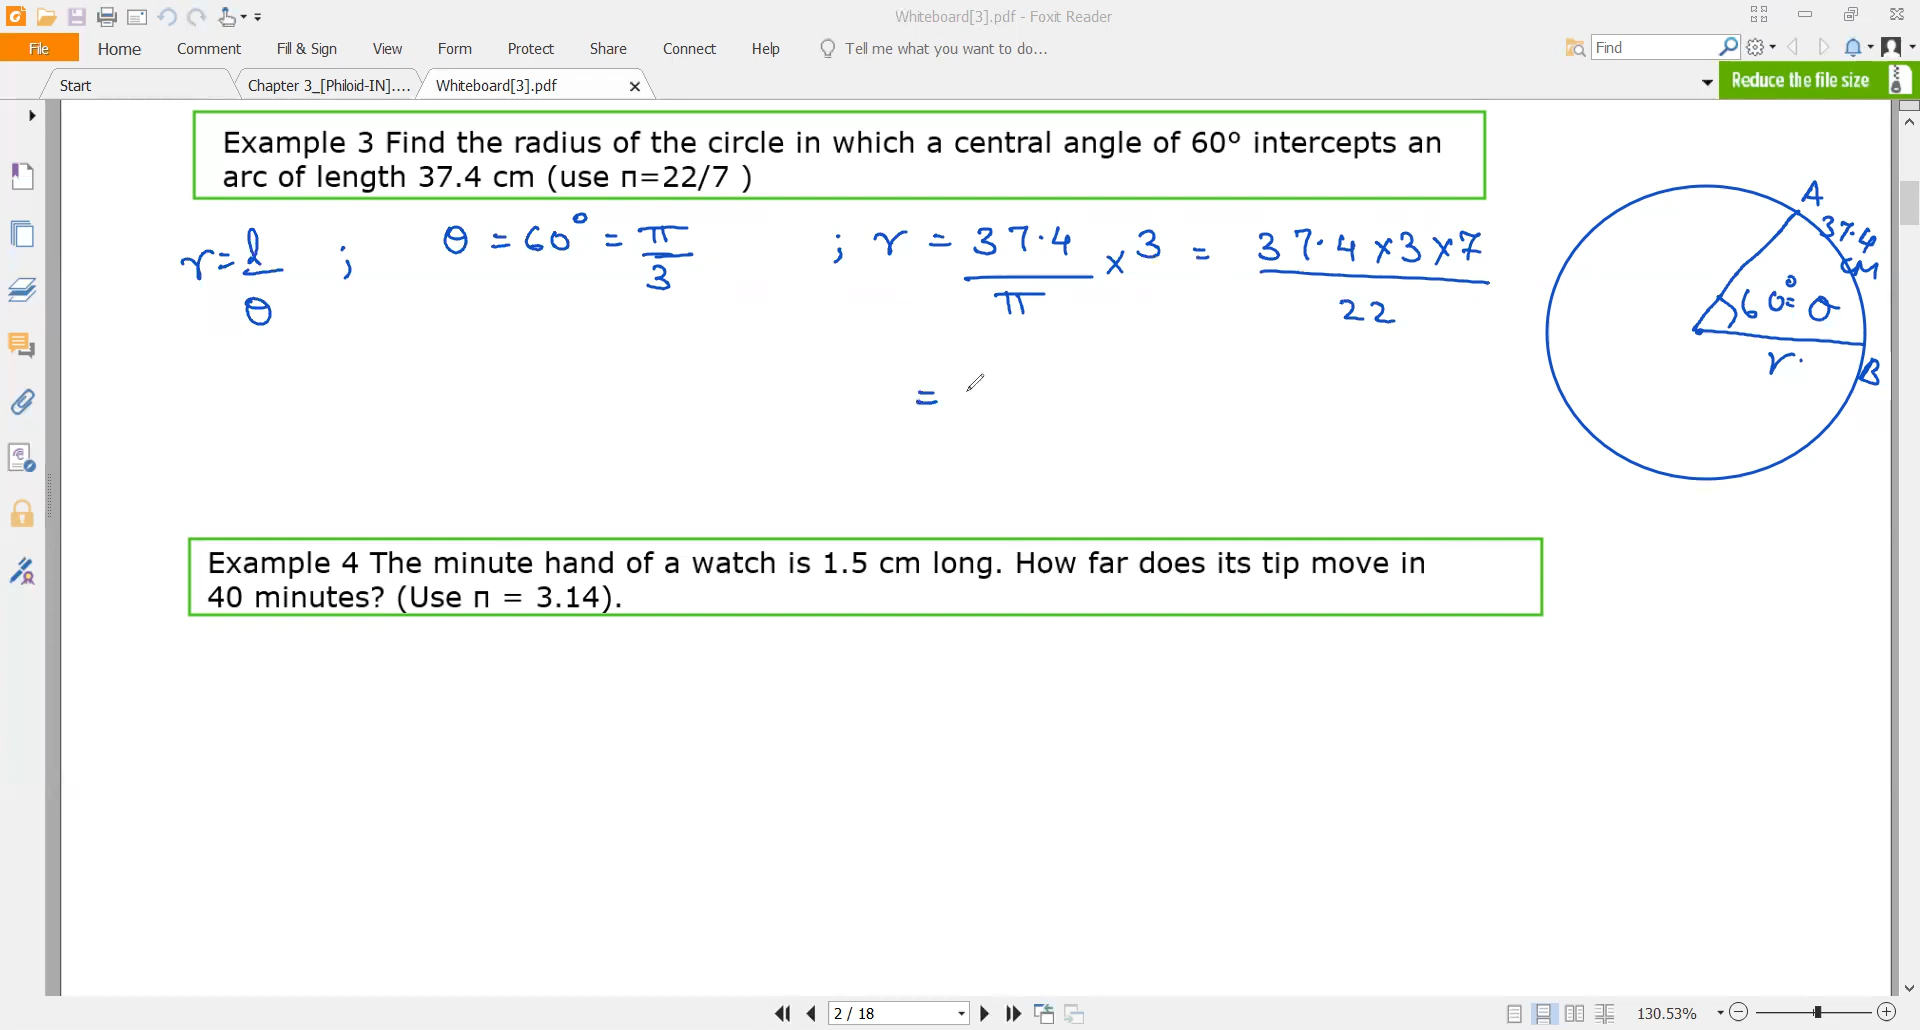 Whiteboard[3].pdf - Foxit Reader
File Home Comment Fill & Sign View Form Protect Share Connect Help Tell me what you want to do... Find
Start Chapter 3_[Philoid-IN].... Whiteboard[3].pdf Reduce the file size
Example 3 Find the radius of the circle in which a central angle of 60º intercepts an
arc of length 37.4 cm (use п=22/7 )
r = l/θ ; θ = 60° = π/3 ; r = 37.4/π × 3 = 37.4 × 3 × 7/22
=
A
37.4
cm
60° = θ
r
B
Example 4 The minute hand of a watch is 1.5 cm long. How far does its tip move in
40 minutes? (Use п = 3.14).
2 / 18 130.53%